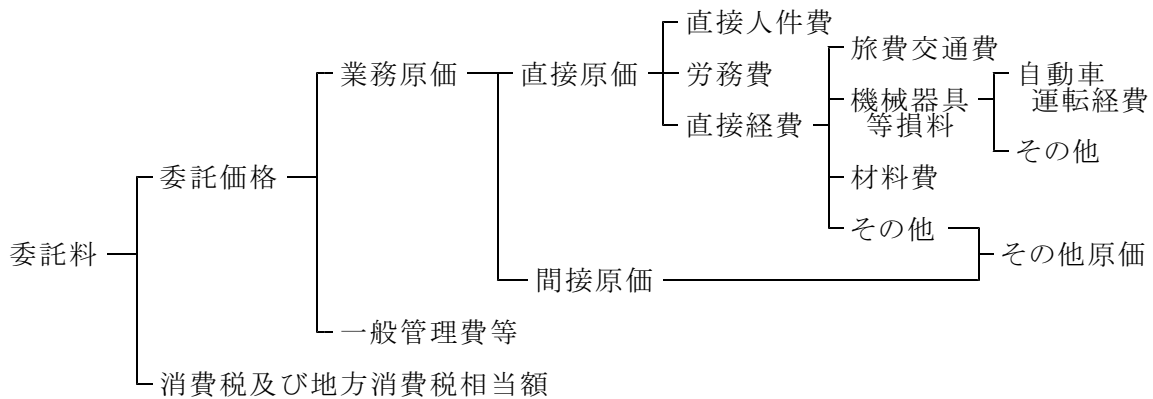 直接人件費
旅費交通費
業務原価
直接原価
労務費
自動車
運転経費
機械器具
等損料
直接経費
その他
委託価格
材料費
その他
委託料
その他原価
間接原価
一般管理費等
消費税及び地方消費税相当額